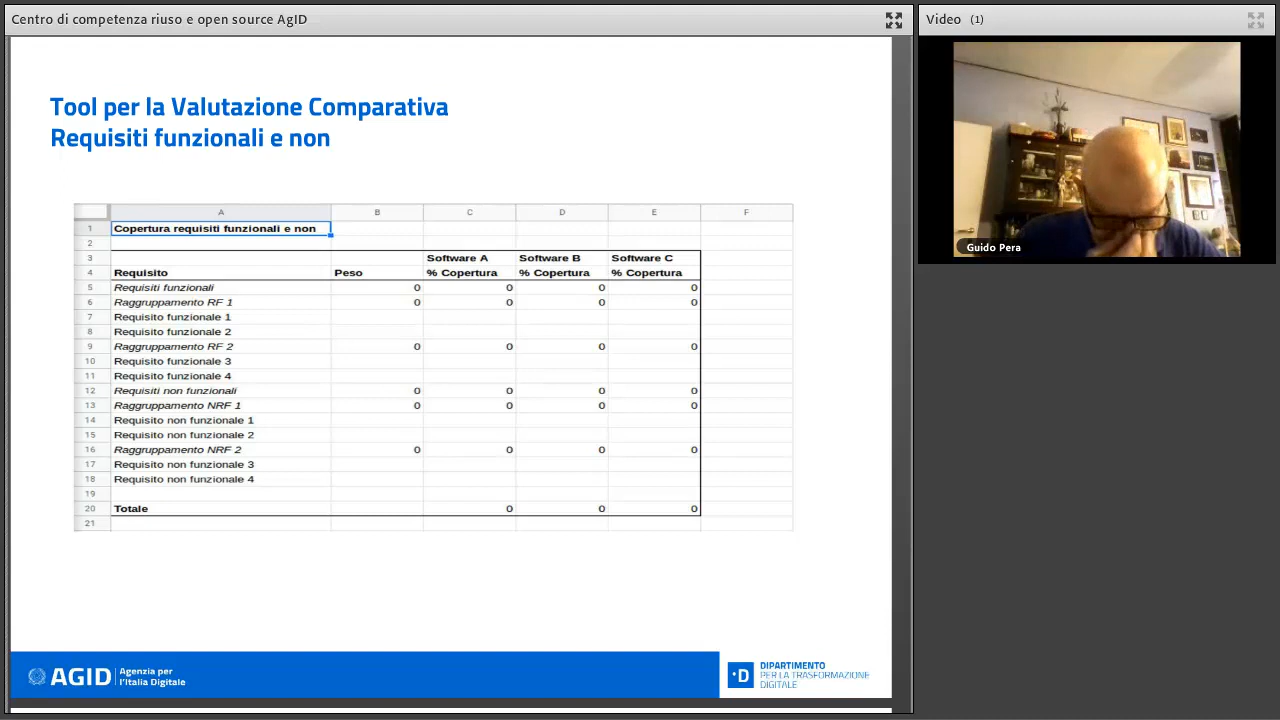 Centro di competenza riuso e open source AgID
Video (1)
Tool per la Valutazione Comparativa
Requisiti funzionali e non
A B C D E F
1 Copertura requisiti funzionali e non
2
3 Software A Software B Software C
4 Requisito Peso % Copertura % Copertura % Copertura
5 Requisiti funzionali 0 0 0 0
6 Raggruppamento RF 1 0 0 0 0
7 Requisito funzionale 1
8 Requisito funzionale 2
9 Raggruppamento RF 2 0 0 0 0
10 Requisito funzionale 3
11 Requisito funzionale 4
12 Requisiti non funzionali 0 0 0 0
13 Raggruppamento NRF 1 0 0 0 0
14 Requisito non funzionale 1
15 Requisito non funzionale 2
16 Raggruppamento NRF 2 0 0 0 0
17 Requisito non funzionale 3
18 Requisito non funzionale 4
19
20 Totale 0 0 0
21
Guido Pera
AGID Agenzia per
l'Italia Digitale
D DIPARTIMENTO
PER LA TRASFORMAZIONE
DIGITALE